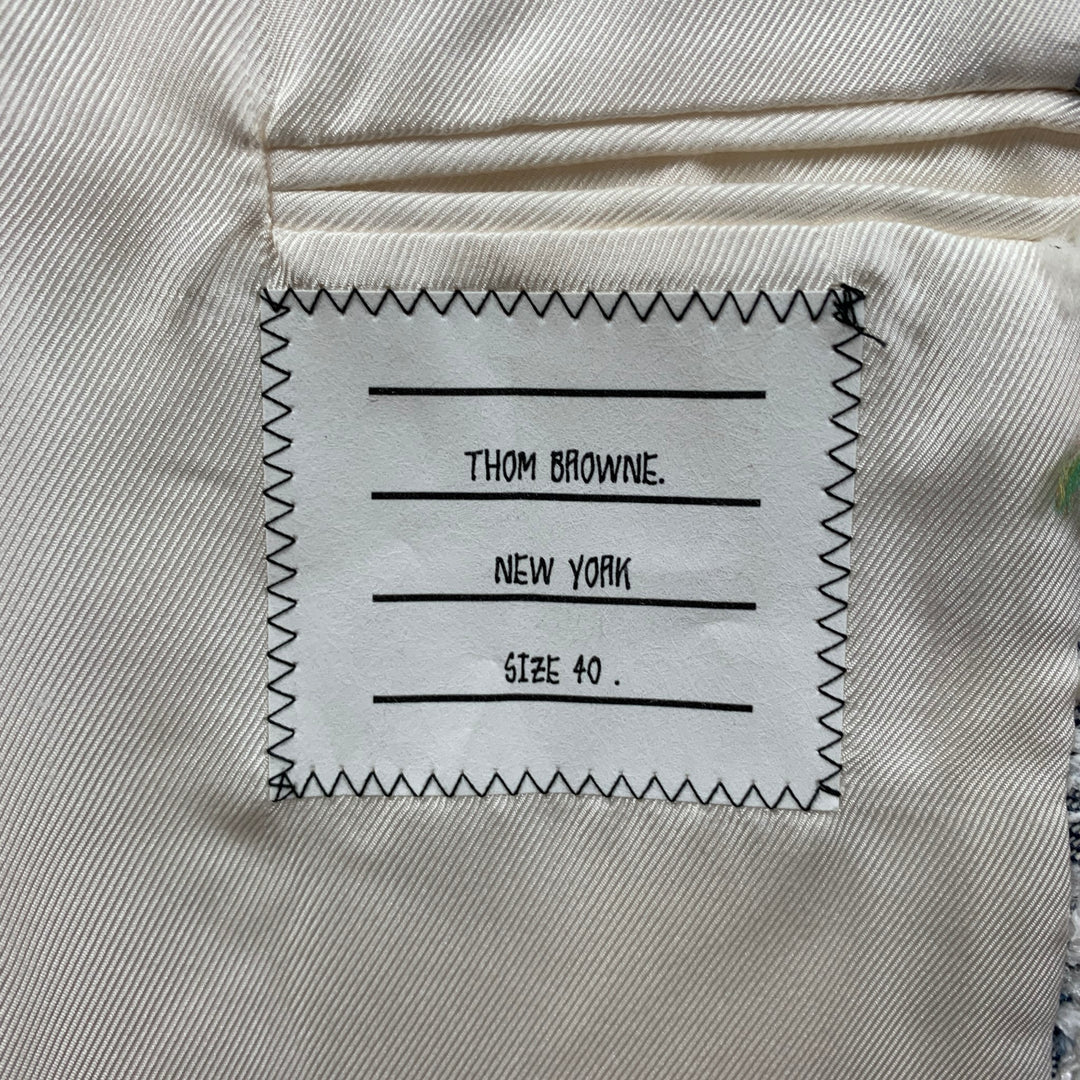 THOM BROWNE.
NEW YORK
SIZE 40 .